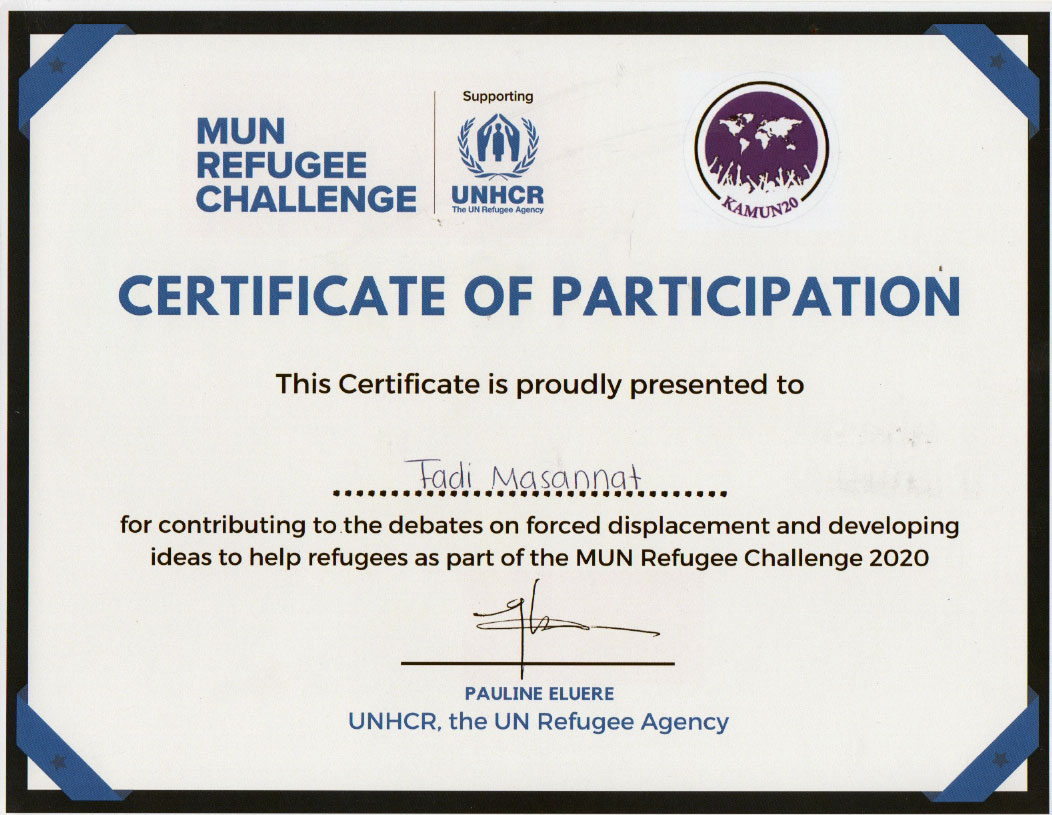 MUN
REFUGEE
CHALLENGE
Supporting
UNHCR
The UN Refugee Agency
KAMUN20
CERTIFICATE OF PARTICIPATION
This Certificate is proudly presented to
Fadi Masannat
for contributing to the debates on forced displacement and developing
ideas to help refugees as part of the MUN Refugee Challenge 2020
PAULINE ELUERE
UNHCR, the UN Refugee Agency